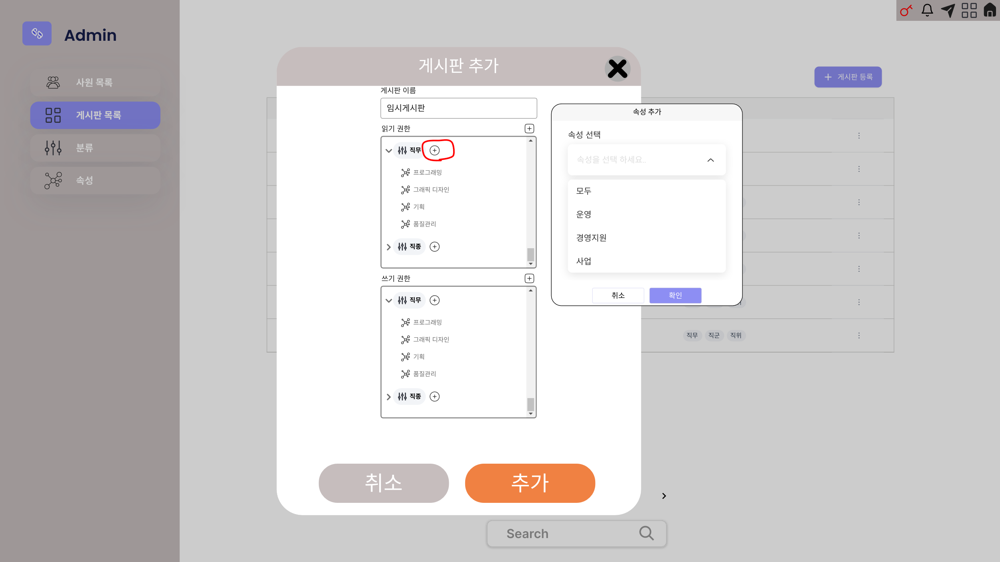 Admin
사원 목록
게시판 목록
분류
속성
게시판 등록
게시판 추가
게시판 이름
임시게시판
읽기 권한
직무
프로그래밍
그래픽 디자인
기획
품질관리
직종
쓰기 권한
직무
프로그래밍
그래픽 디자인
기획
품질관리
직종
취소
추가
속성 추가
속성 선택
속성을 선택 하세요..
모두
운영
경영지원
사업
취소
확인
직무 직군 직위
Search